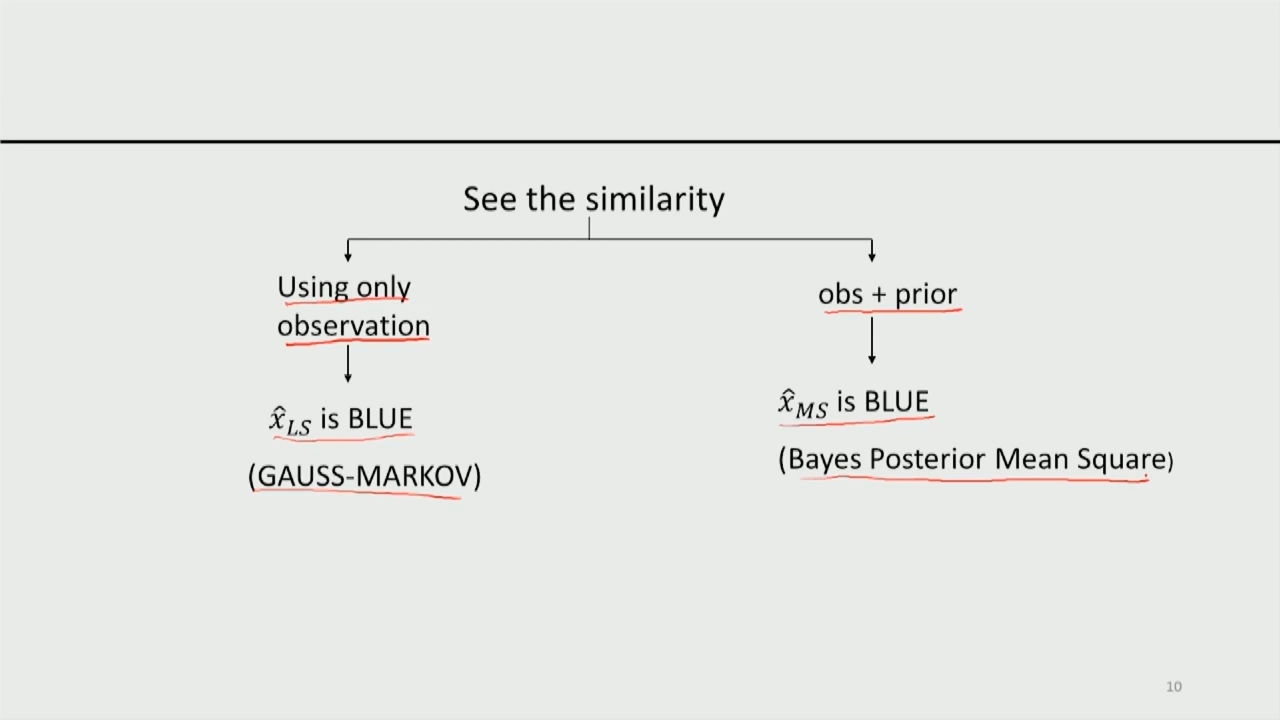 See the similarity
Using only
observation
x̂_LS is BLUE
(GAUSS-MARKOV)
obs + prior
x̂_MS is BLUE
(Bayes Posterior Mean Square)
10